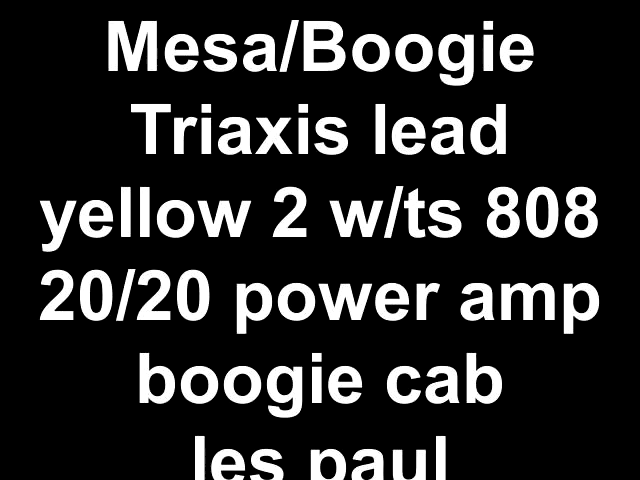 Mesa/Boogie
Triaxis lead
yellow 2 w/ts 808
20/20 power amp
boogie cab
les paul